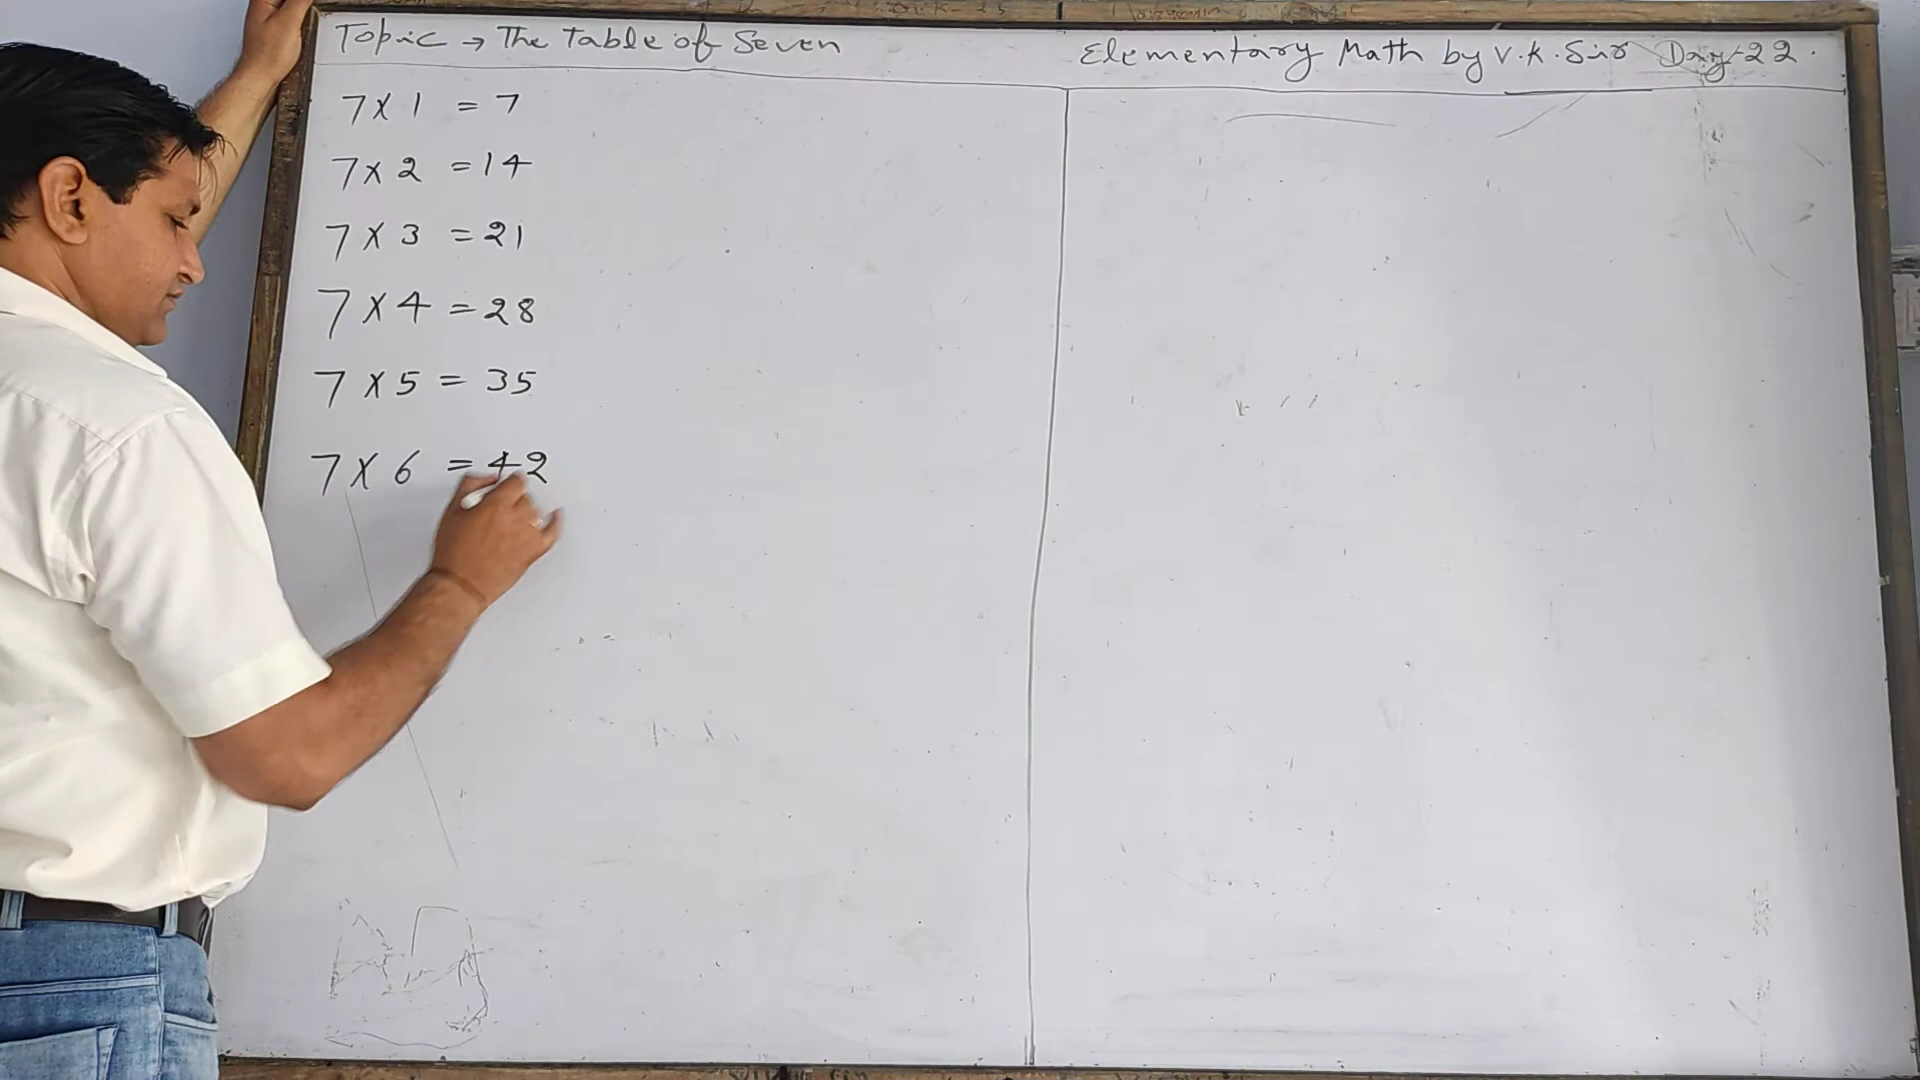 Topic → The Table of Seven
Elementary Math by V.K. Sir Day-22.
7 X 1 = 7
7 X 2 = 14
7 X 3 = 21
7 X 4 = 28
7 X 5 = 35
7 X 6 = 42